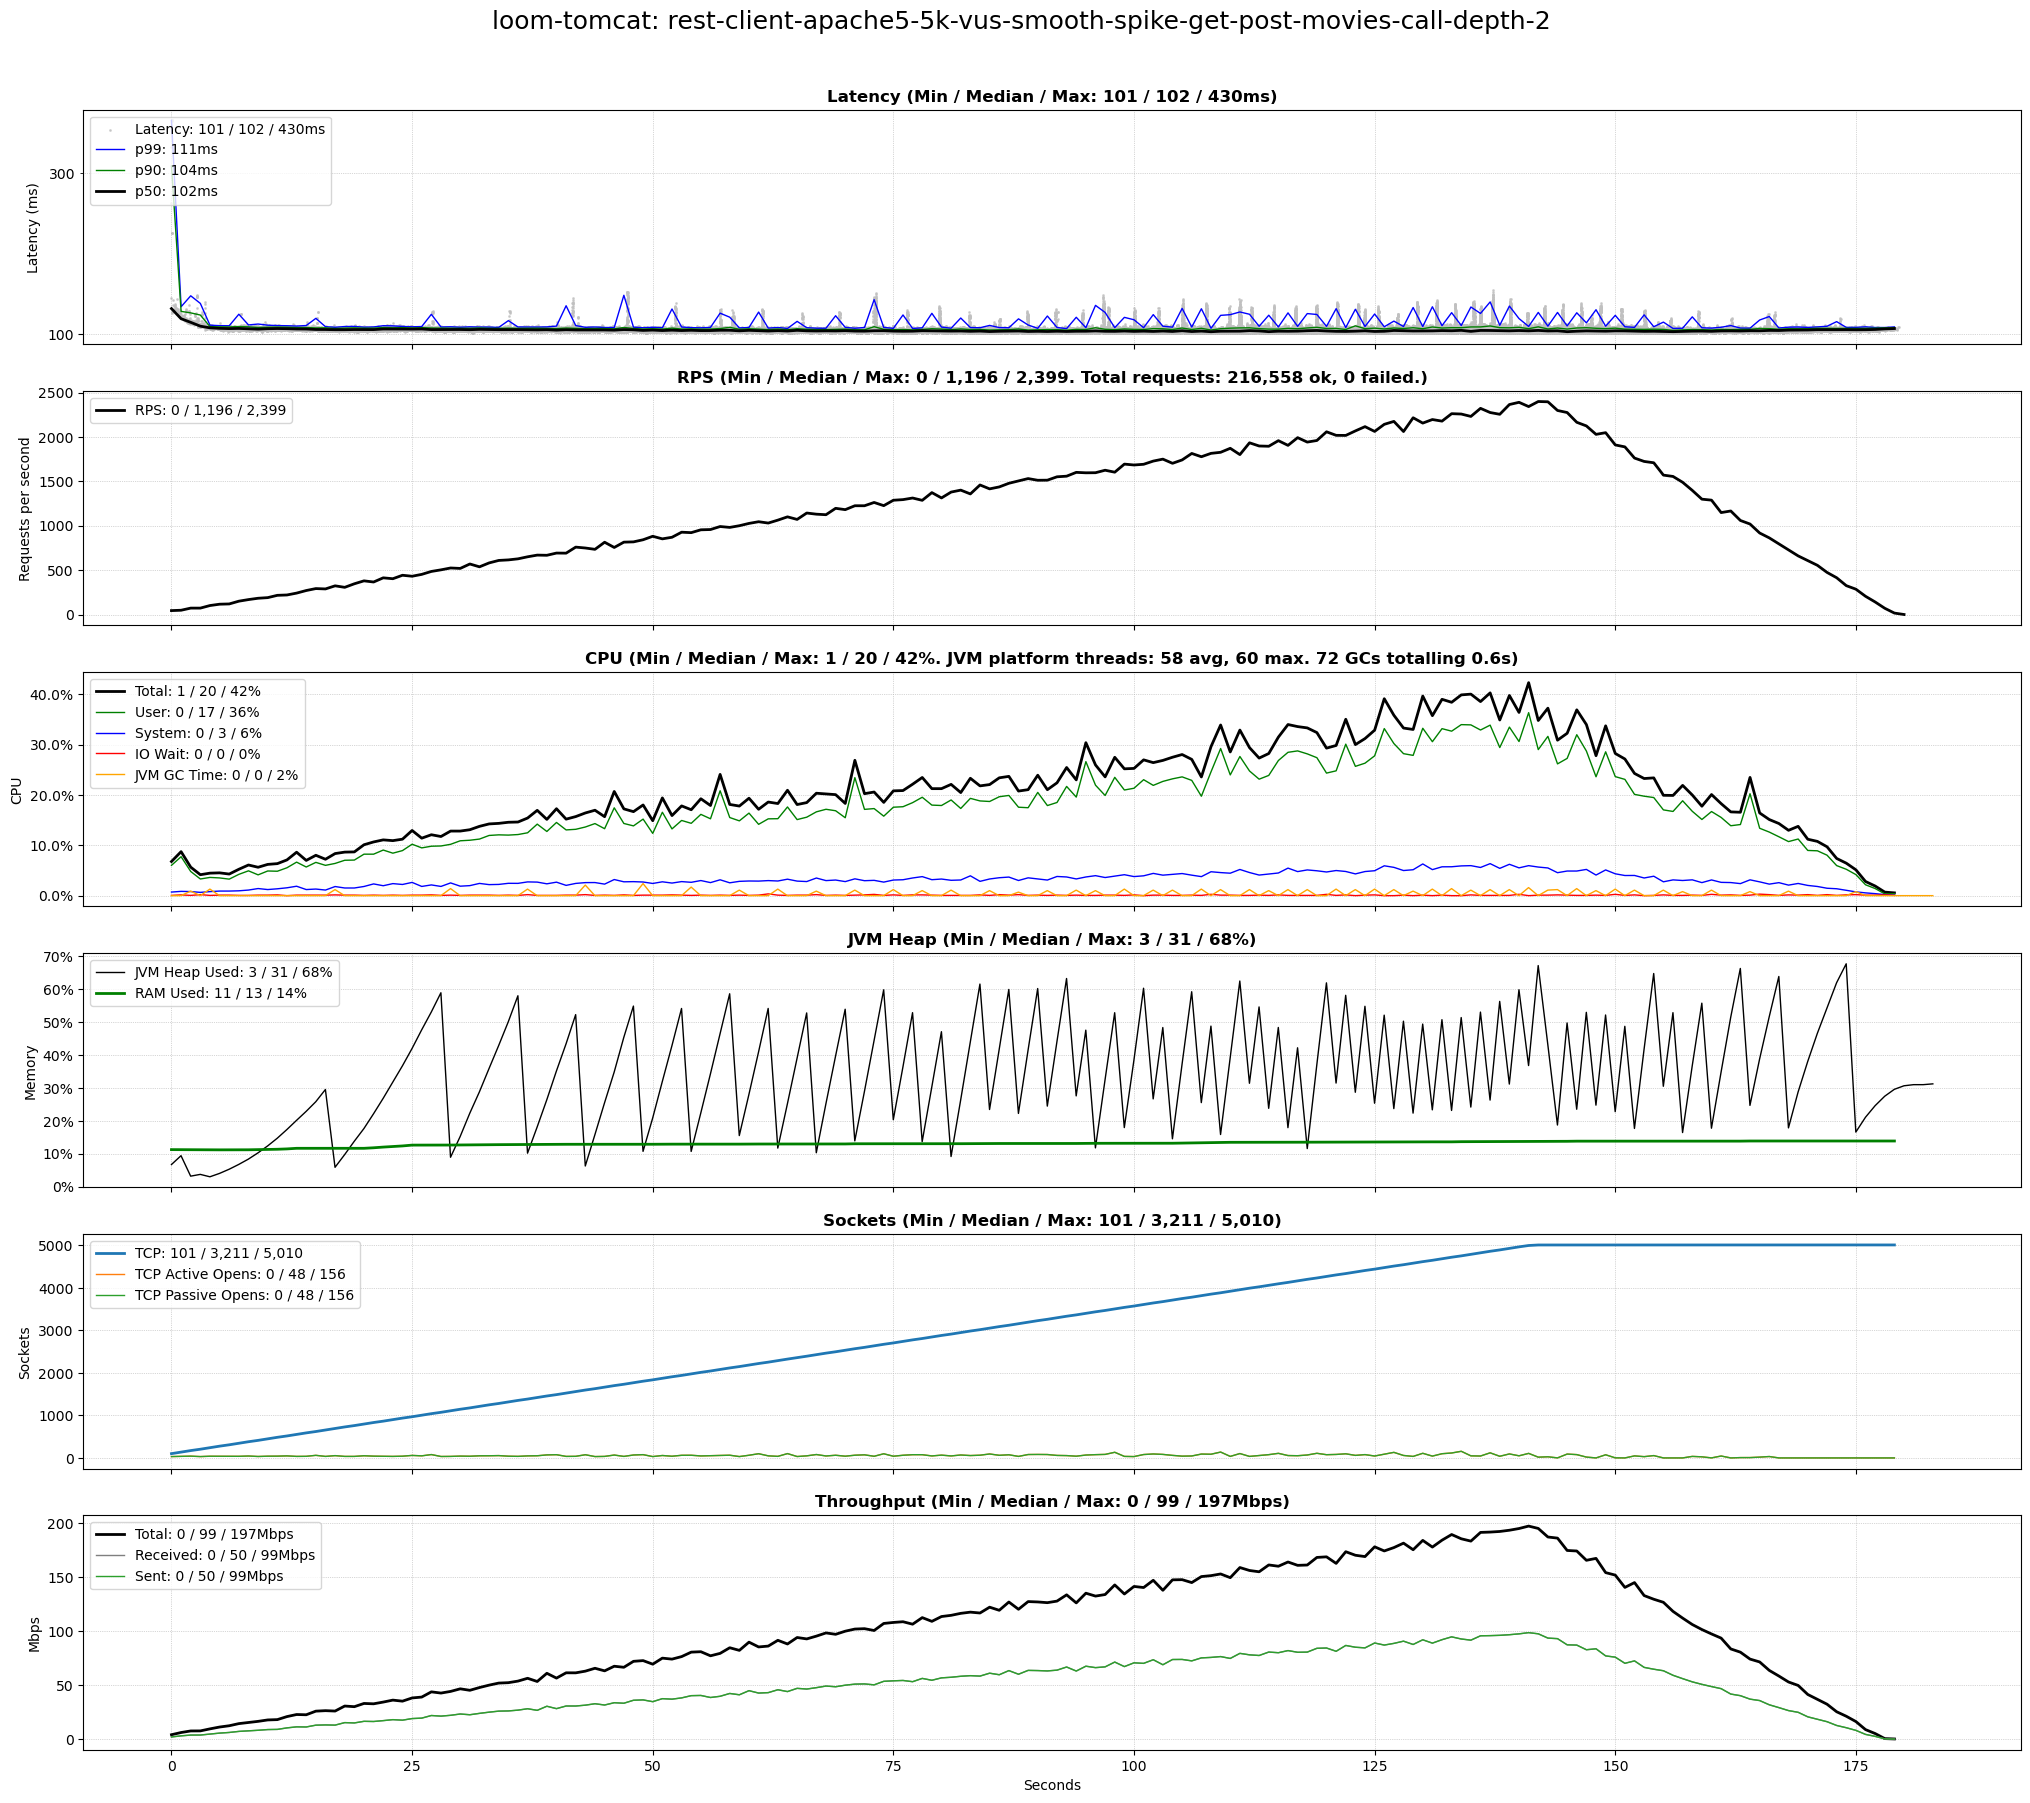 loom-tomcat: rest-client-apache5-5k-vus-smooth-spike-get-post-movies-call-depth-2
Latency (Min / Median / Max: 101 / 102 / 430ms)
Latency: 101 / 102 / 430ms
p99: 111ms
p90: 104ms
p50: 102ms
300
100
Latency (ms)
RPS (Min / Median / Max: 0 / 1,196 / 2,399. Total requests: 216,558 ok, 0 failed.)
RPS: 0 / 1,196 / 2,399
2500
2000
1500
1000
500
0
Requests per second
CPU (Min / Median / Max: 1 / 20 / 42%. JVM platform threads: 58 avg, 60 max. 72 GCs totalling 0.6s)
Total: 1 / 20 / 42%
User: 0 / 17 / 36%
System: 0 / 3 / 6%
IO Wait: 0 / 0 / 0%
JVM GC Time: 0 / 0 / 2%
40.0%
30.0%
20.0%
10.0%
0.0%
CPU
JVM Heap (Min / Median / Max: 3 / 31 / 68%)
JVM Heap Used: 3 / 31 / 68%
RAM Used: 11 / 13 / 14%
70%
60%
50%
40%
30%
20%
10%
0%
Memory
Sockets (Min / Median / Max: 101 / 3,211 / 5,010)
TCP: 101 / 3,211 / 5,010
TCP Active Opens: 0 / 48 / 156
TCP Passive Opens: 0 / 48 / 156
5000
4000
3000
2000
1000
0
Sockets
Throughput (Min / Median / Max: 0 / 99 / 197Mbps)
Total: 0 / 99 / 197Mbps
Received: 0 / 50 / 99Mbps
Sent: 0 / 50 / 99Mbps
200
150
100
50
0
Mbps
0 25 50 75 100 125 150 175
Seconds